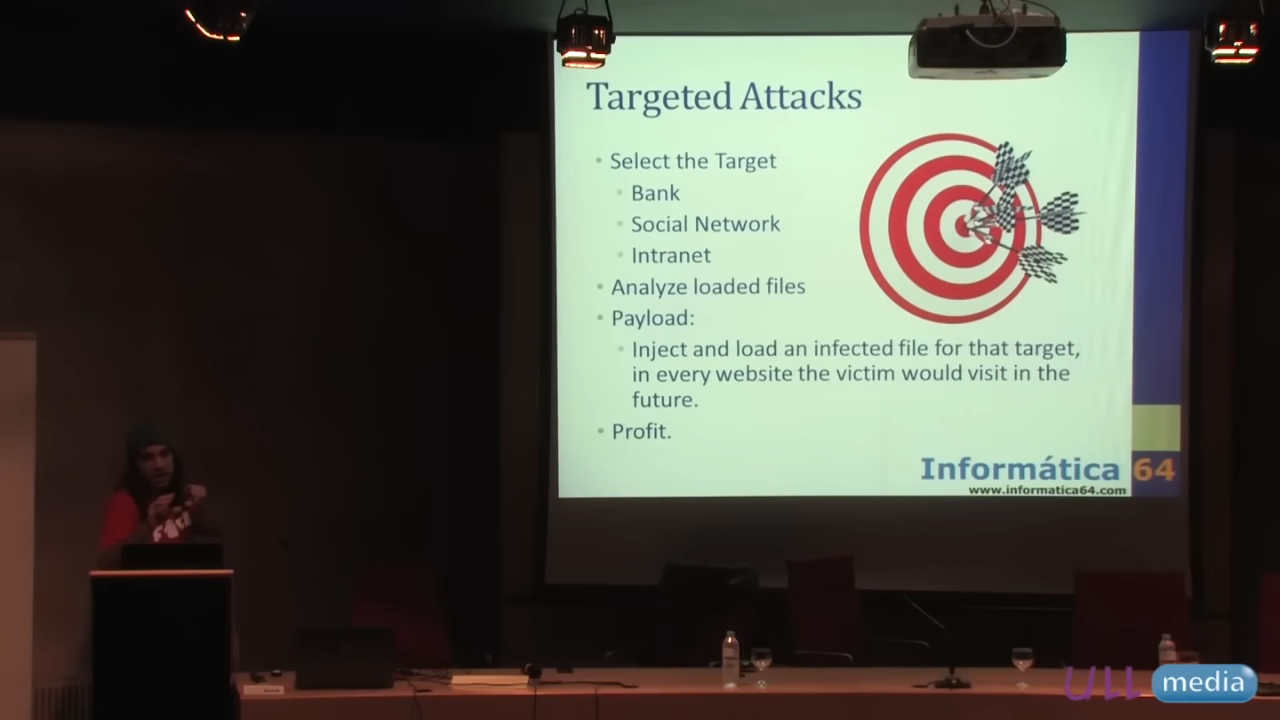 Targeted Attacks
• Select the Target
• Bank
• Social Network
• Intranet
• Analyze loaded files
• Payload:
• Inject and load an infected file for that target,
in every website the victim would visit in the
future.
• Profit.
Informática 64
www.informatica64.com
ULL media